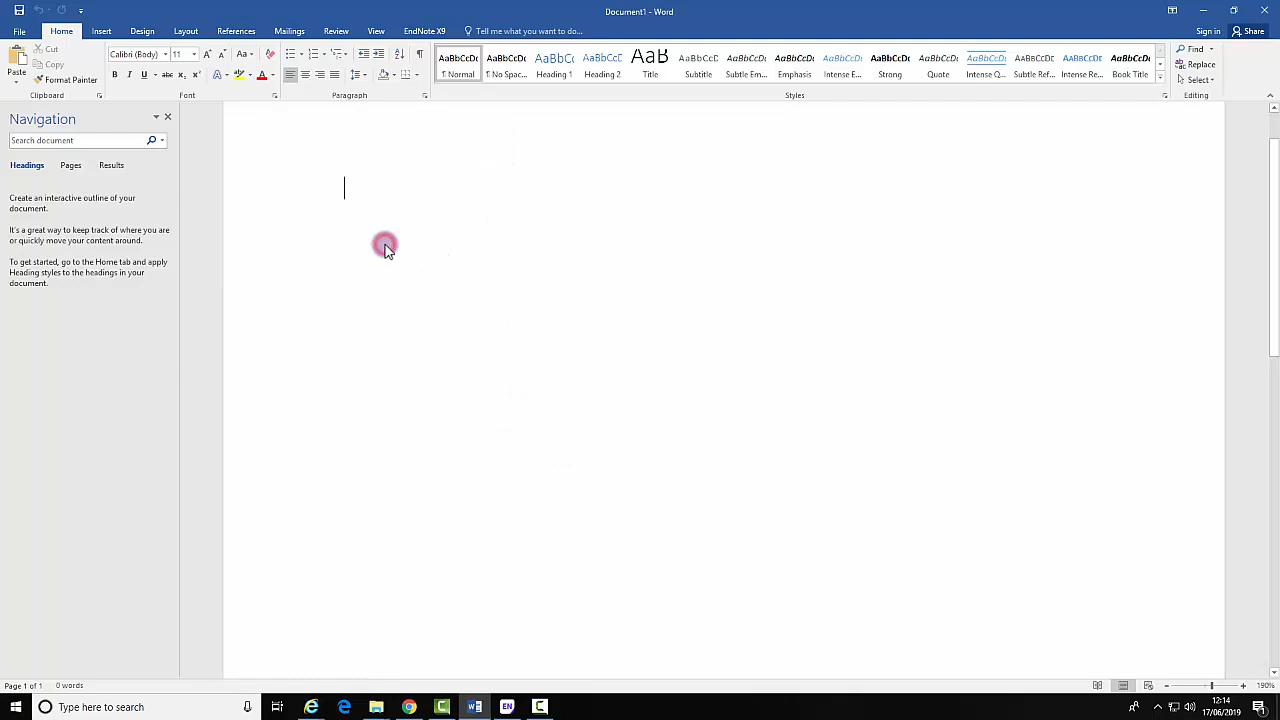 Document1 - Word
File Home Insert Design Layout References Mailings Review View EndNote X9 Tell me what you want to do... Sign in Share
Paste
Cut
Copy
Format Painter
Clipboard
Calibri (Body) 11
Font
Paragraph
AaBbCcDc AaBbCcDc AaBbC AaBbCcC AaB AaBbCcD AaBbCcDc AaBbCcDc AaBbCcDc AaBbCcDc AaBbCcDc AaBbCcDc AaBbCcDc AaBbCcDc AaBbCcDc
¶ Normal ¶ No Spac... Heading 1 Heading 2 Title Subtitle Subtle Em... Emphasis Intense E... Strong Quote Intense Q... Subtle Ref... Intense Re... Book Title
Styles
Find
Replace
Select
Editing
Navigation
Search document
Headings Pages Results
Create an interactive outline of your
document.
It's a great way to keep track of where you are
or quickly move your content around.
To get started, go to the Home tab and apply
Heading styles to the headings in your
document.
Page 1 of 1 0 words
190%
Type here to search
EN
12:14
17/06/2019